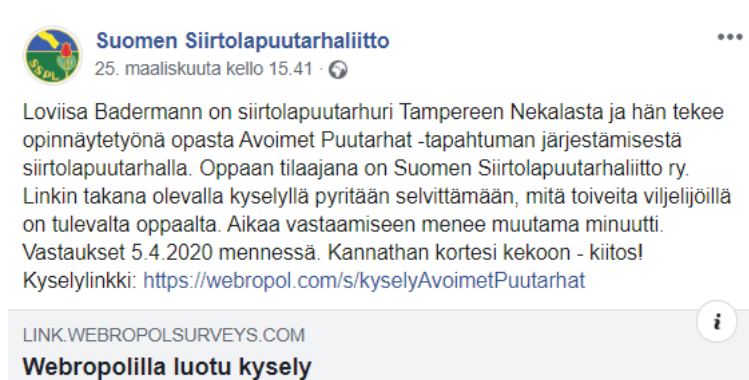 Suomen Siirtolapuutarhaliitto
25. maaliskuuta kello 15.41 ·
SSPL
Loviisa Badermann on siirtolapuutarhuri Tampereen Nekalasta ja hän tekee
opinnäytetyönä opasta Avoimet Puutarhat -tapahtuman järjestämisestä
siirtolapuutarhalla. Oppaan tilaajana on Suomen Siirtolapuutarhaliitto ry.
Linkin takana olevalla kyselyllä pyritään selvittämään, mitä toiveita viljelijöillä
on tulevalta oppaalta. Aikaa vastaamiseen menee muutama minuutti.
Vastaukset 5.4.2020 mennessä. Kannathan kortesi kekoon - kiitos!
Kyselylinkki: https://webropol.com/s/kyselyAvoimetPuutarhat
LINK.WEBROPOLSURVEYS.COM
Webropolilla luotu kysely